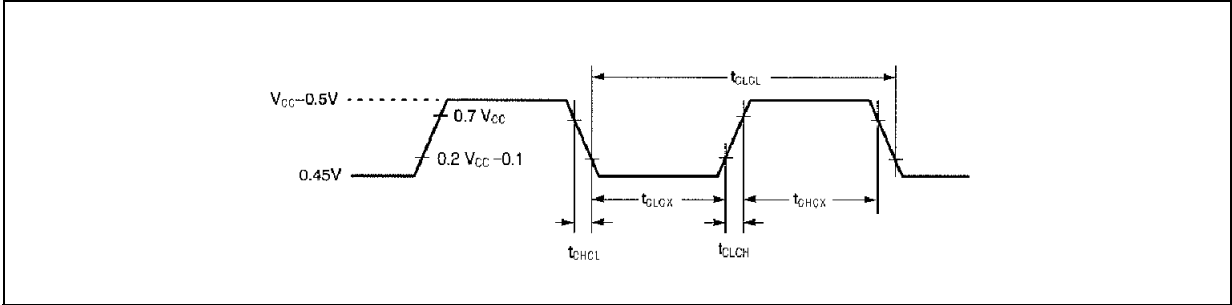 tCLCL
VCC–0.5V
0.7 VCC
0.2 VCC –0.1
0.45V
tCLCX
tCHCX
tCHCL
tCLCH